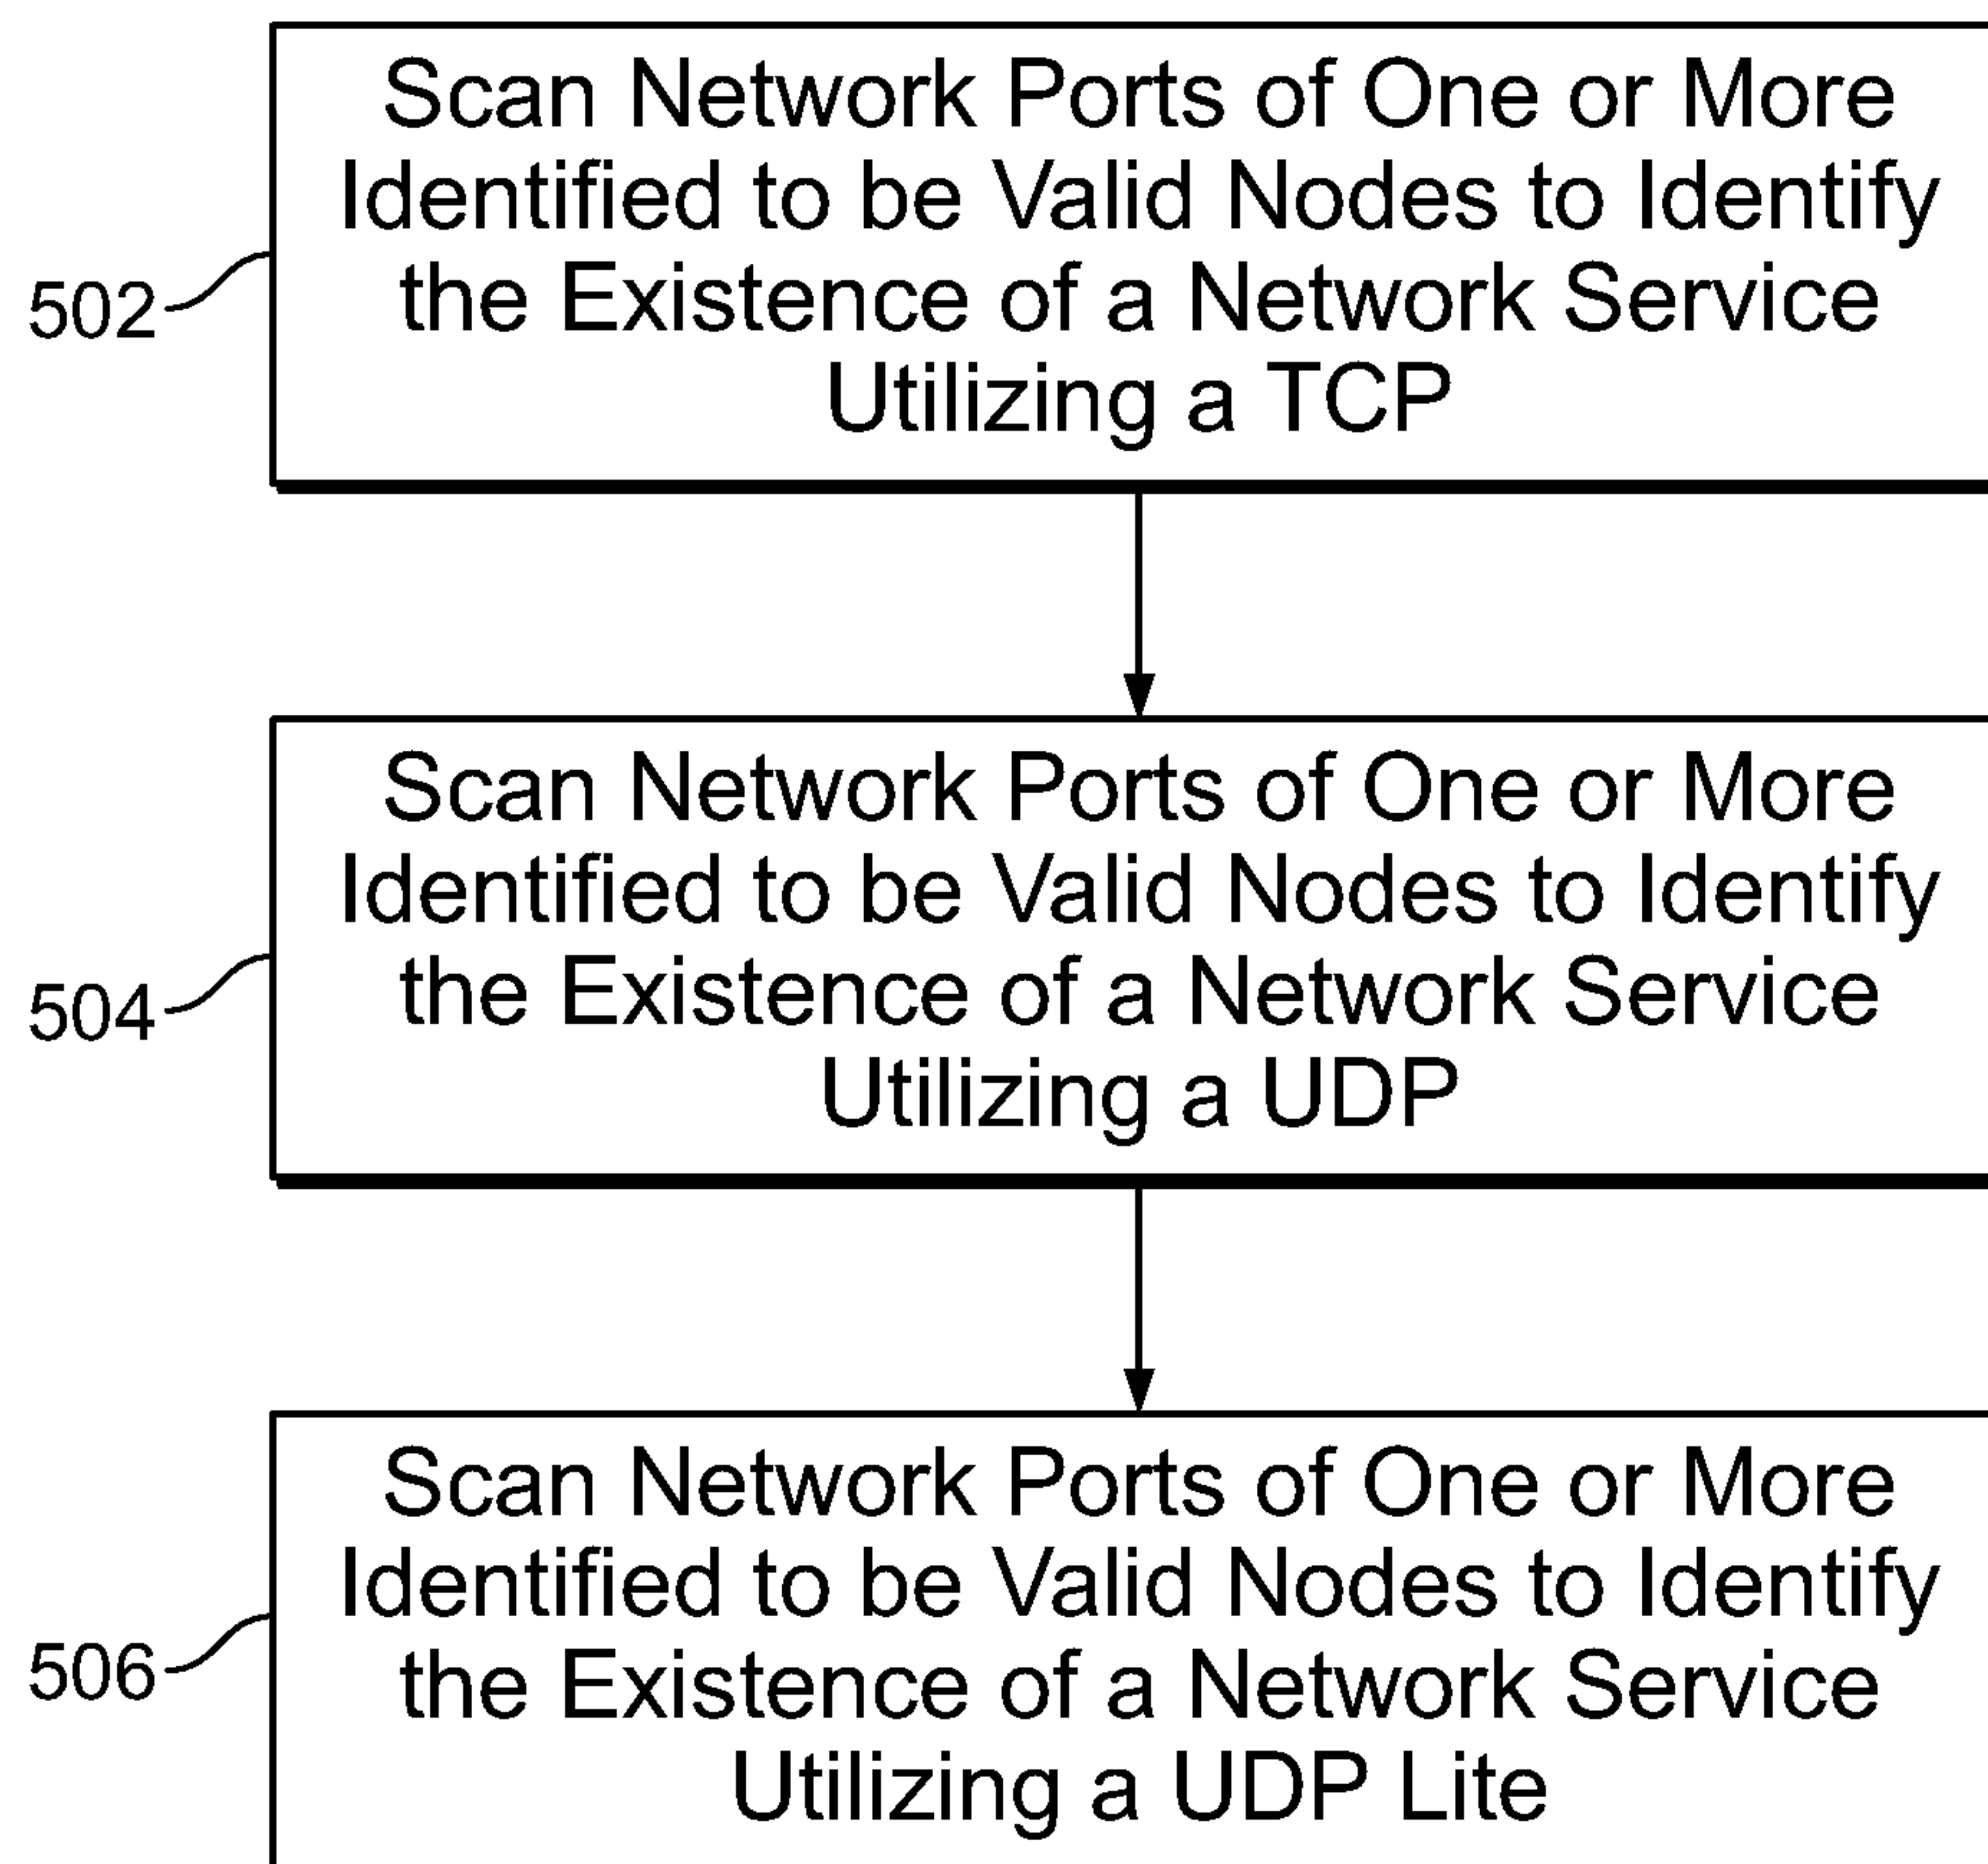 Scan Network Ports of One or More
Identified to be Valid Nodes to Identify
the Existence of a Network Service
Utilizing a TCP
502
Scan Network Ports of One or More
Identified to be Valid Nodes to Identify
the Existence of a Network Service
Utilizing a UDP
504
Scan Network Ports of One or More
Identified to be Valid Nodes to Identify
the Existence of a Network Service
Utilizing a UDP Lite
506